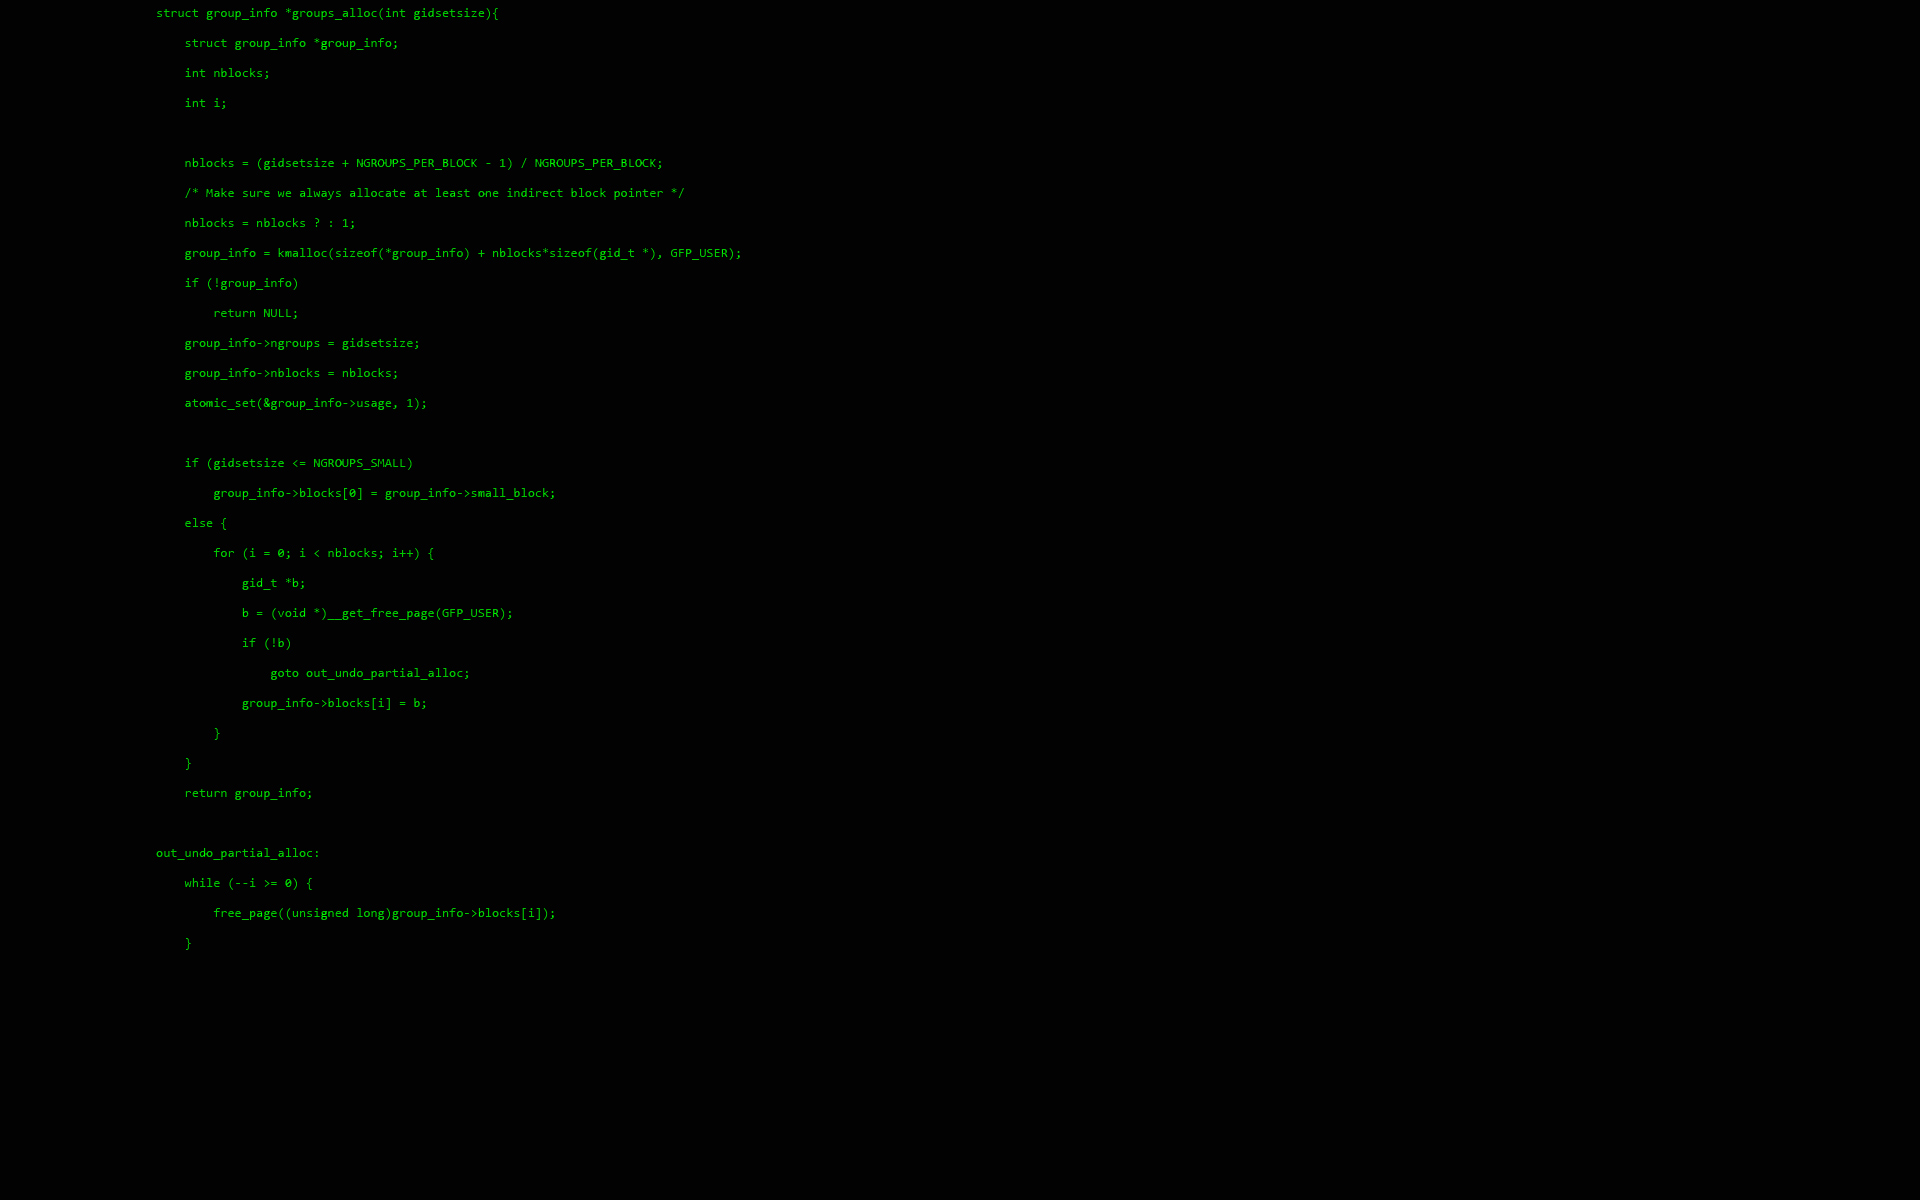 struct group_info *groups_alloc(int gidsetsize){
    struct group_info *group_info;
    int nblocks;
    int i;
    nblocks = (gidsetsize + NGROUPS_PER_BLOCK - 1) / NGROUPS_PER_BLOCK;
    /* Make sure we always allocate at least one indirect block pointer */
    nblocks = nblocks ? : 1;
    group_info = kmalloc(sizeof(*group_info) + nblocks*sizeof(gid_t *), GFP_USER);
    if (!group_info)
        return NULL;
    group_info->ngroups = gidsetsize;
    group_info->nblocks = nblocks;
    atomic_set(&group_info->usage, 1);
    if (gidsetsize <= NGROUPS_SMALL)
        group_info->blocks[0] = group_info->small_block;
    else {
        for (i = 0; i < nblocks; i++) {
            gid_t *b;
            b = (void *)__get_free_page(GFP_USER);
            if (!b)
                goto out_undo_partial_alloc;
            group_info->blocks[i] = b;
        }
    }
    return group_info;
out_undo_partial_alloc:
    while (--i >= 0) {
        free_page((unsigned long)group_info->blocks[i]);
    }